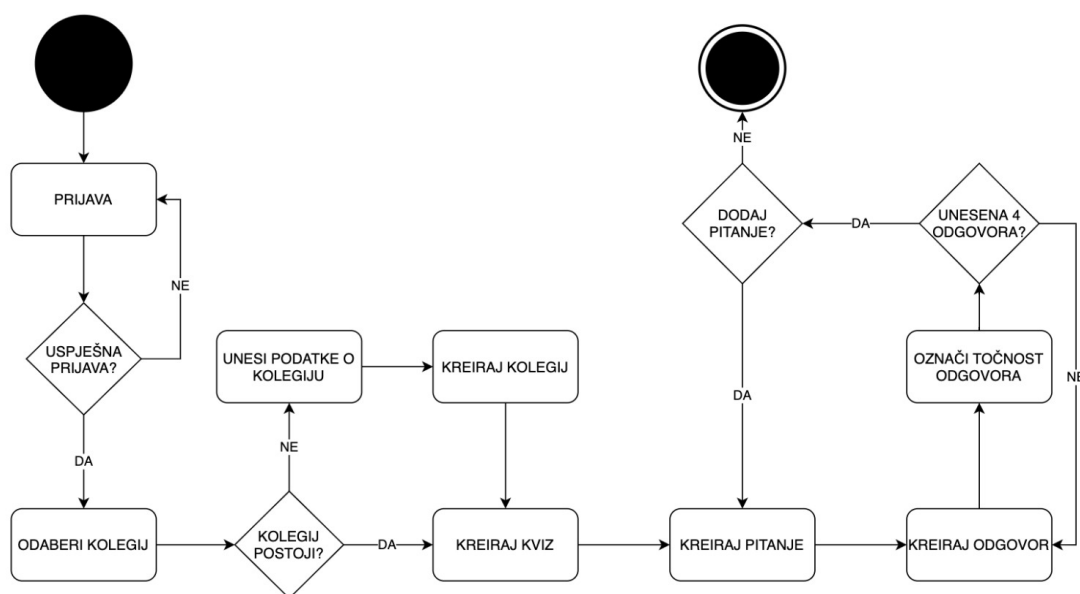 PRIJAVA
NE
USPJEŠNA
PRIJAVA?
DA
ODABERI KOLEGIJ
KOLEGIJ
POSTOJI?
NE
UNESI PODATKE O
KOLEGIJU
KREIRAJ KOLEGIJ
DA
KREIRAJ KVIZ
KREIRAJ PITANJE
KREIRAJ ODGOVOR
OZNAČI TOČNOST
ODGOVORA
UNESENA 4
ODGOVORA?
NE
DA
DODAJ
PITANJE?
DA
NE